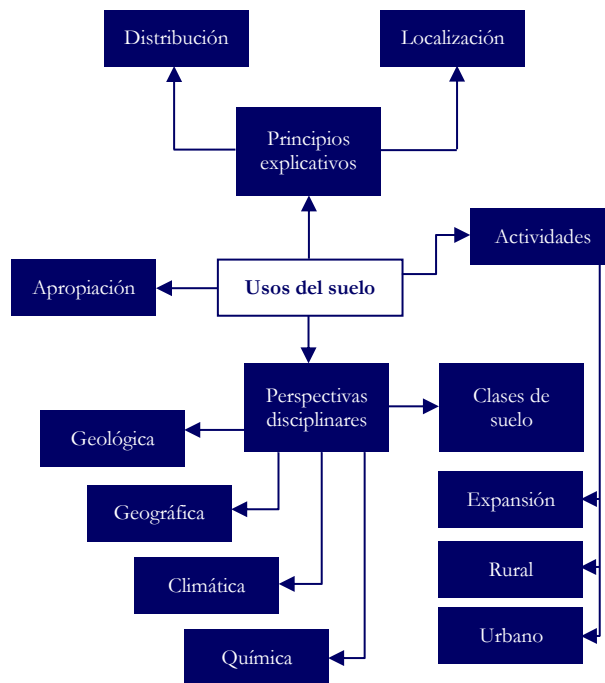 Distribución
Localización
Principios
explicativos
Actividades
Apropiación
Usos del suelo
Perspectivas
disciplinares
Clases de
suelo
Geológica
Geográfica
Expansión
Climática
Rural
Urbano
Química